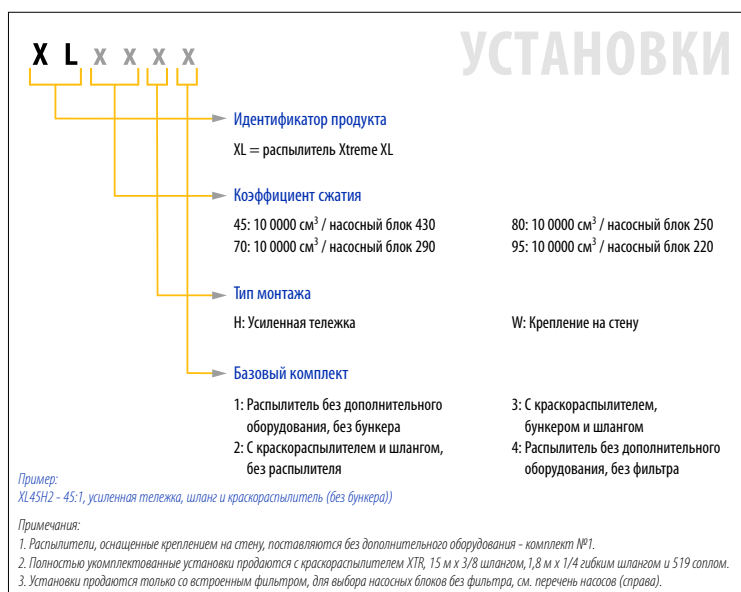 УСТАНОВКИ
X L x x x x
Идентификатор продукта
XL = распылитель Xtreme XL
Коэффициент сжатия
45: 10 0000 см³ / насосный блок 430
70: 10 0000 см³ / насосный блок 290
80: 10 0000 см³ / насосный блок 250
95: 10 0000 см³ / насосный блок 220
Тип монтажа
H: Усиленная тележка
W: Крепление на стену
Базовый комплект
1: Распылитель без дополнительного
оборудования, без бункера
2: С краскораспылителем и шлангом,
без распылителя
3: С краскораспылителем,
бункером и шлангом
4: Распылитель без дополнительного
оборудования, без фильтра
Пример:
XL45H2 - 45:1, усиленная тележка, шланг и краскораспылитель (без бункера))
Примечания:
1. Распылители, оснащенные креплением на стену, поставляются без дополнительного оборудования - комплект №1.
2. Полностью укомплектованные установки продаются с краскораспылителем XTR, 15 м x 3/8 шлангом,1,8 м x 1/4 гибким шлангом и 519 соплом.
3. Установки продаются только со встроенным фильтром, для выбора насосных блоков без фильтра, см. перечень насосов (справа).